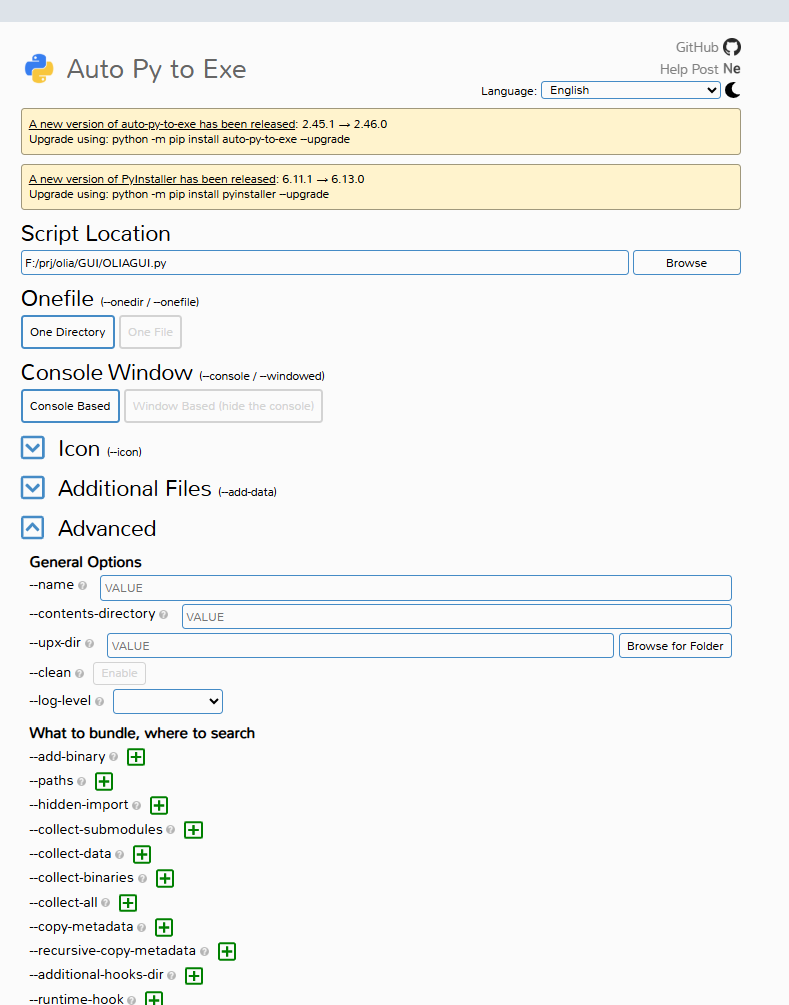 GitHub
Auto Py to Exe
Help Post Ne
Language: English
A new version of auto-py-to-exe has been released: 2.45.1 → 2.46.0
Upgrade using: python -m pip install auto-py-to-exe --upgrade
A new version of PyInstaller has been released: 6.11.1 → 6.13.0
Upgrade using: python -m pip install pyinstaller --upgrade
Script Location
F:/prj/olia/GUI/OLIAGUI.py Browse
Onefile (--onedir / --onefile)
One Directory One File
Console Window (--console / --windowed)
Console Based Window Based (hide the console)
Icon (--icon)
Additional Files (--add-data)
Advanced
General Options
--name ? VALUE
--contents-directory ? VALUE
--upx-dir ? VALUE Browse for Folder
--clean ? Enable
--log-level ?
What to bundle, where to search
--add-binary ?
--paths ?
--hidden-import ?
--collect-submodules ?
--collect-data ?
--collect-binaries ?
--collect-all ?
--copy-metadata ?
--recursive-copy-metadata ?
--additional-hooks-dir ?
--runtime-hook ?